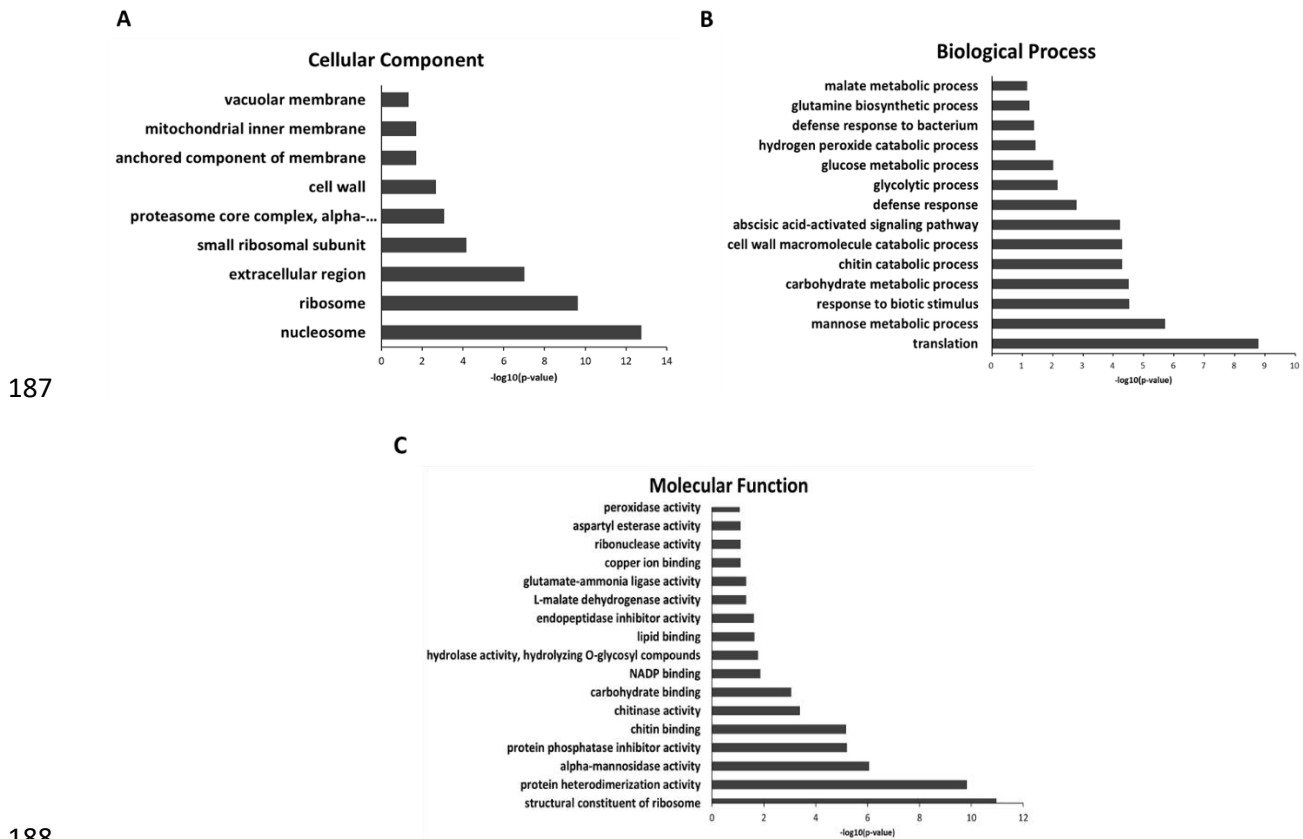 A
Cellular Component
vacuolar membrane
mitochondrial inner membrane
anchored component of membrane
cell wall
proteasome core complex, alpha-...
small ribosomal subunit
extracellular region
ribosome
nucleosome
0 2 4 6 8 10 12 14
-log10(p-value)
B
Biological Process
malate metabolic process
glutamine biosynthetic process
defense response to bacterium
hydrogen peroxide catabolic process
glucose metabolic process
glycolytic process
defense response
abscisic acid-activated signaling pathway
cell wall macromolecule catabolic process
chitin catabolic process
carbohydrate metabolic process
response to biotic stimulus
mannose metabolic process
translation
0 1 2 3 4 5 6 7 8 9 10
-log10(p-value)
187
C
Molecular Function
peroxidase activity
aspartyl esterase activity
ribonuclease activity
copper ion binding
glutamate-ammonia ligase activity
L-malate dehydrogenase activity
endopeptidase inhibitor activity
lipid binding
hydrolase activity, hydrolyzing O-glycosyl compounds
NADP binding
carbohydrate binding
chitinase activity
chitin binding
protein phosphatase inhibitor activity
alpha-mannosidase activity
protein heterodimerization activity
structural constituent of ribosome
0 2 4 6 8 10 12
-log10(p-value)
188